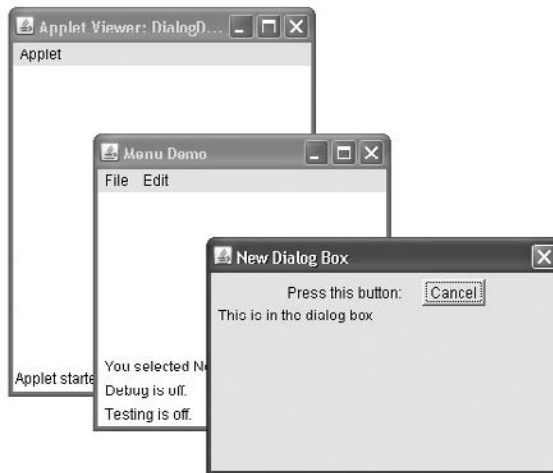 Applet Viewer: DialogD...
Applet
Menu Demo
File Edit
New Dialog Box
Press this button: Cancel
This is in the dialog box
You selected
Applet
Debug is off.
Testing is off.